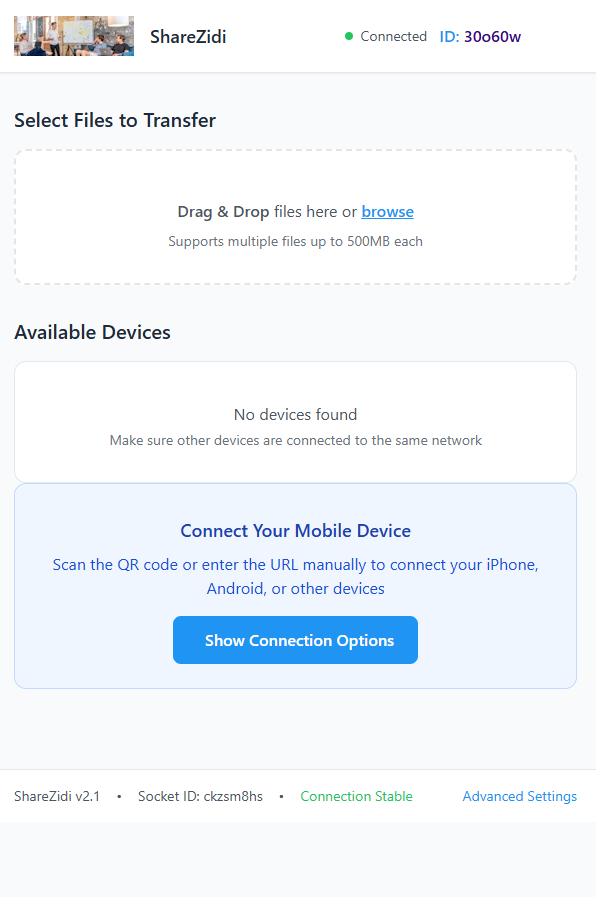 ShareZidi
Connected ID: 30o60w
Select Files to Transfer
Drag & Drop files here or browse
Supports multiple files up to 500MB each
Available Devices
No devices found
Make sure other devices are connected to the same network
Connect Your Mobile Device
Scan the QR code or enter the URL manually to connect your iPhone,
Android, or other devices
Show Connection Options
ShareZidi v2.1 • Socket ID: ckzsm8hs • Connection Stable Advanced Settings